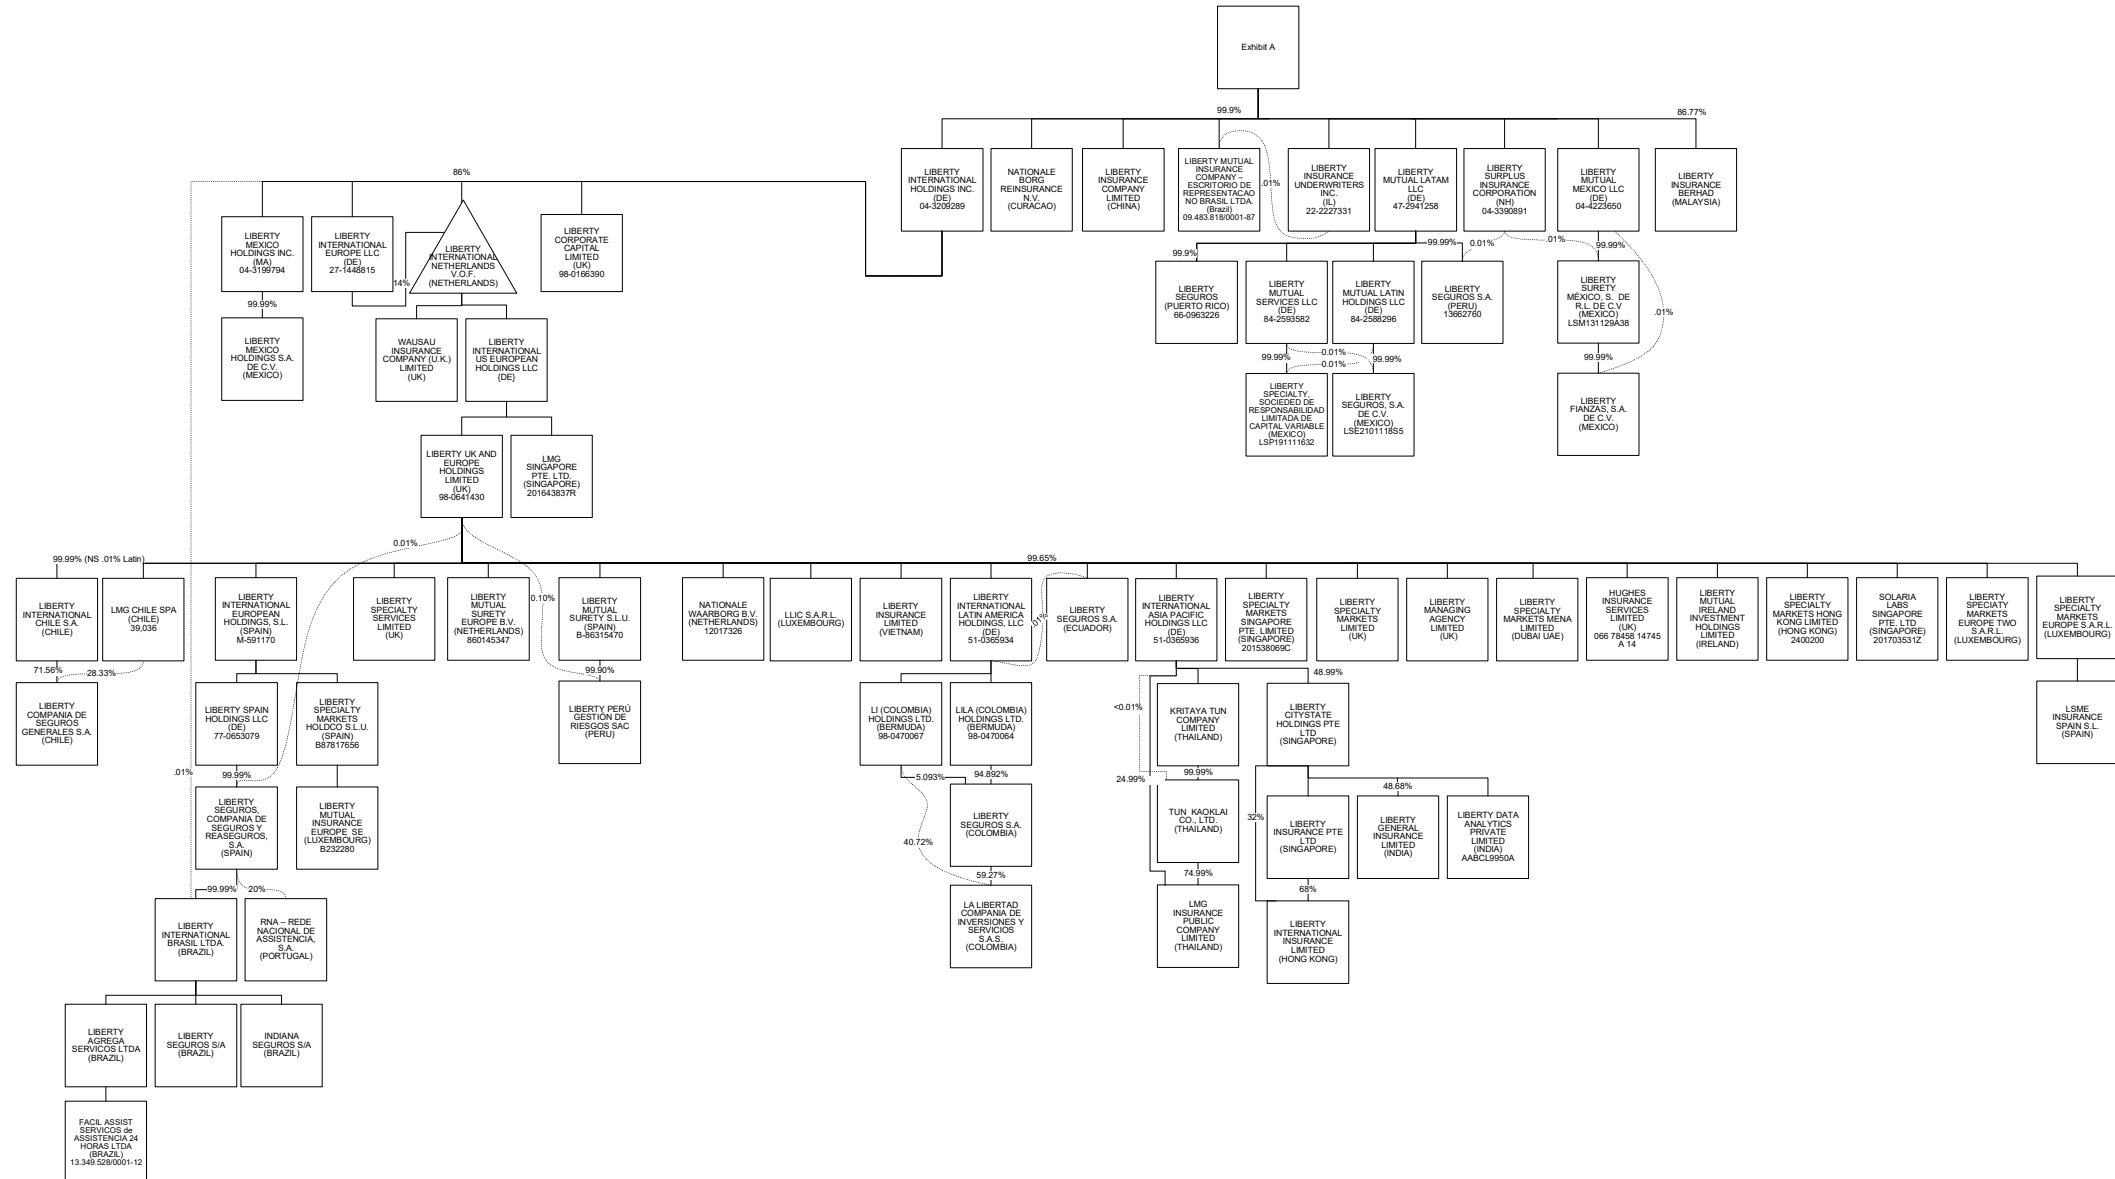 Exhibit A
99.9%
86.77%
LIBERTY
INTERNATIONAL
HOLDINGS INC.
(DE)
04-3209289
NATIONALE
BORG
REINSURANCE
N.V.
(CURACAO)
LIBERTY
INSURANCE
COMPANY
LIMITED
(CHINA)
LIBERTY MUTUAL
INSURANCE
COMPANY –
ESCRITORIO DE
REPRESENTACAO
NO BRASIL LTDA.
(Brazil)
09.483.818/0001-87
.01%
LIBERTY
INSURANCE
UNDERWRITERS
INC.
(IL)
22-2227331
LIBERTY
MUTUAL LATAM
LLC
(DE)
47-2941258
LIBERTY
SURPLUS
INSURANCE
CORPORATION
(NH)
04-3390891
LIBERTY
MUTUAL
MEXICO LLC
(DE)
04-4223650
LIBERTY
INSURANCE
BERHAD
(MALAYSIA)
86%
LIBERTY
MEXICO
HOLDINGS INC.
(MA)
04-3199794
LIBERTY
INTERNATIONAL
EUROPE LLC
(DE)
27-1448815
14%
LIBERTY
INTERNATIONAL
NETHERLANDS
V.O.F.
(NETHERLANDS)
LIBERTY
CORPORATE
CAPITAL
LIMITED
(UK)
98-0166390
99.9%
99.99%
0.01%
.01%
99.99%
LIBERTY
SEGUROS
(PUERTO RICO)
66-0963226
LIBERTY
MUTUAL
SERVICES LLC
(DE)
84-2593582
LIBERTY
MUTUAL LATIN
HOLDINGS LLC
(DE)
84-2588296
LIBERTY
SEGUROS S.A.
(PERU)
13662760
LIBERTY
SURETY
MÉXICO, S. DE
R.L. DE C.V
(MEXICO)
LSM131129A38
.01%
99.99%
LIBERTY
MEXICO
HOLDINGS S.A.
DE C.V.
(MEXICO)
WAUSAU
INSURANCE
COMPANY (U.K.)
LIMITED
(UK)
LIBERTY
INTERNATIONAL
US EUROPEAN
HOLDINGS LLC
{DE}
99.99%
0.01%
0.01%
99.99%
99.99%
LIBERTY
SPECIALTY,
SOCIEDED DE
RESPONSABILIDAD
LIMITADA DE
CAPITAL VARIABLE
(MEXICO)
LSP191111632
LIBERTY
SEGUROS, S.A.
DE C.V.
(MEXICO)
LSE2101118S5
LIBERTY
FIANZAS, S.A.
DE C.V.
(MEXICO)
LIBERTY UK AND
EUROPE
HOLDINGS
LIMITED
(UK)
98-0641430
LMG
SINGAPORE
PTE. LTD.
(SINGAPORE)
201643837R
0.01%
99.99% (NS .01% Latin)
99.65%
LIBERTY
INTERNATIONAL
CHILE S.A.
(CHILE)
LMG CHILE SPA
(CHILE)
39,036
LIBERTY
INTERNATIONAL
EUROPEAN
HOLDINGS, S.L.
(SPAIN)
M-591170
LIBERTY
SPECIALTY
SERVICES
LIMITED
(UK)
LIBERTY
MUTUAL
SURETY
EUROPE B.V.
(NETHERLANDS)
860145347
0.10%
LIBERTY
MUTUAL
SURETY S.L.U.
(SPAIN)
B-86315470
NATIONALE
WAARBORG B.V.
(NETHERLANDS)
12017326
LLIC S.A.R.L.
(LUXEMBOURG)
LIBERTY
INSURANCE
LIMITED
(VIETNAM)
LIBERTY
INTERNATIONAL
LATIN AMERICA
HOLDINGS, LLC
(DE)
51-0365934
.01%
LIBERTY
SEGUROS S.A.
(ECUADOR)
LIBERTY
INTERNATIONAL
ASIA PACIFIC
HOLDINGS LLC
(DE)
51-0365936
LIBERTY
SPECIALTY
MARKETS
SINGAPORE
PTE. LIMITED
(SINGAPORE)
201538069C
LIBERTY
SPECIALTY
MARKETS
LIMITED
(UK)
LIBERTY
MANAGING
AGENCY
LIMITED
(UK)
LIBERTY
SPECIALTY
MARKETS MENA
LIMITED
(DUBAI UAE)
HUGHES
INSURANCE
SERVICES
LIMITED
(UK)
066 78458 14745
A 14
LIBERTY
MUTUAL
IRELAND
INVESTMENT
HOLDINGS
LIMITED
(IRELAND)
LIBERTY
SPECIALTY
MARKETS HONG
KONG LIMITED
(HONG KONG)
2400200
SOLARIA
LABS
SINGAPORE
PTE. LTD
(SINGAPORE)
201703531Z
LIBERTY
SPECIATY
MARKETS
EUROPE TWO
S.A.R.L.
(LUXEMBOURG)
LIBERTY
SPECIALTY
MARKETS
EUROPE S.A.R.L.
(LUXEMBOURG)
71.56%
28.33%
99.90%
48.99%
LIBERTY
COMPANIA DE
SEGUROS
GENERALES S.A.
(CHILE)
LIBERTY SPAIN
HOLDINGS LLC
(DE)
77-0653079
LIBERTY
SPECIALTY
MARKETS
HOLDCO S.L.U.
(SPAIN)
B87817656
LIBERTY PERÚ
GESTIÓN DE
RIESGOS SAC
(PERU)
LI (COLOMBIA)
HOLDINGS LTD.
(BERMUDA)
98-0470067
LILA (COLOMBIA)
HOLDINGS LTD.
(BERMUDA)
98-0470064
<0.01%
KRITAYA TUN
COMPANY
LIMITED
(THAILAND)
LIBERTY
CITYSTATE
HOLDINGS PTE
LTD
(SINGAPORE)
LSME
INSURANCE
SPAIN S.L.
(SPAIN)
.01%
99.99%
5.093%
94.892%
24.99%
99.99%
48.68%
LIBERTY
SEGUROS,
COMPANIA DE
SEGUROS Y
REASEGUROS,
S.A.
(SPAIN)
LIBERTY
MUTUAL
INSURANCE
EUROPE SE
(LUXEMBOURG)
B232280
40.72%
LIBERTY
SEGUROS S.A.
(COLOMBIA)
TUN KAOKLAI
CO., LTD.
(THAILAND)
32%
LIBERTY
INSURANCE PTE
LTD
(SINGAPORE)
LIBERTY
GENERAL
INSURANCE
LIMITED
(INDIA)
LIBERTY DATA
ANALYTICS
PRIVATE
LIMITED
(INDIA)
AABCL9950A
99.99%
20%
59.27%
74.99%
68%
LIBERTY
INTERNATIONAL
BRASIL LTDA.
(BRAZIL)
RNA – REDE
NACIONAL DE
ASSISTENCIA,
S.A.
(PORTUGAL)
LA LIBERTAD
COMPANIA DE
INVERSIONES Y
SERVICIOS
S.A.S.
(COLOMBIA)
LMG
INSURANCE
PUBLIC
COMPANY
LIMITED
(THAILAND)
LIBERTY
INTERNATIONAL
INSURANCE
LIMITED
(HONG KONG)
LIBERTY
AGREGA
SERVICOS LTDA
(BRAZIL)
LIBERTY
SEGUROS S/A
(BRAZIL)
INDIANA
SEGUROS S/A
(BRAZIL)
FACIL ASSIST
SERVICOS de
ASSISTENCIA 24
HORAS LTDA
(BRAZIL)
13.349.528/0001-12